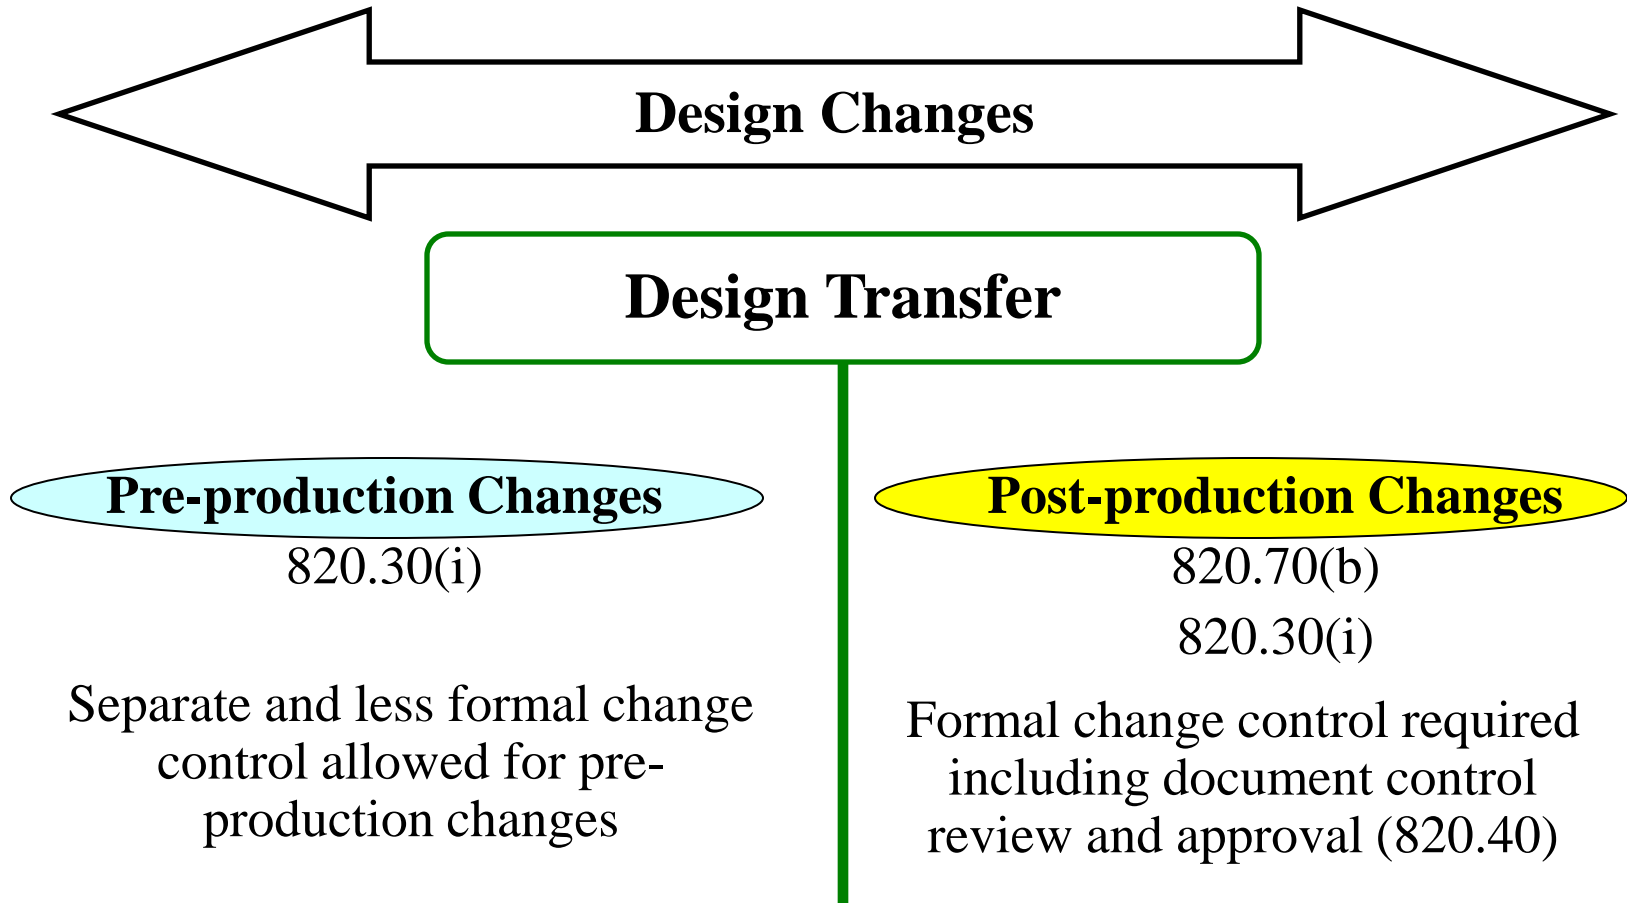 Design Changes
Design Transfer
Pre-production Changes
820.30(i)
Separate and less formal change
control allowed for pre-
production changes
Post-production Changes
820.70(b)
820.30(i)
Formal change control required
including document control
review and approval (820.40)